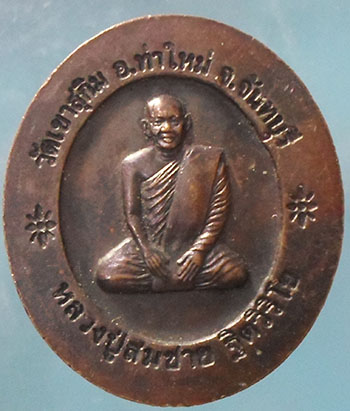 วัดเขาสุกิม อ.ท่าใหม่ จ.จันทบุรี
หลวงปู่สมชาย ฐิตวิริโย